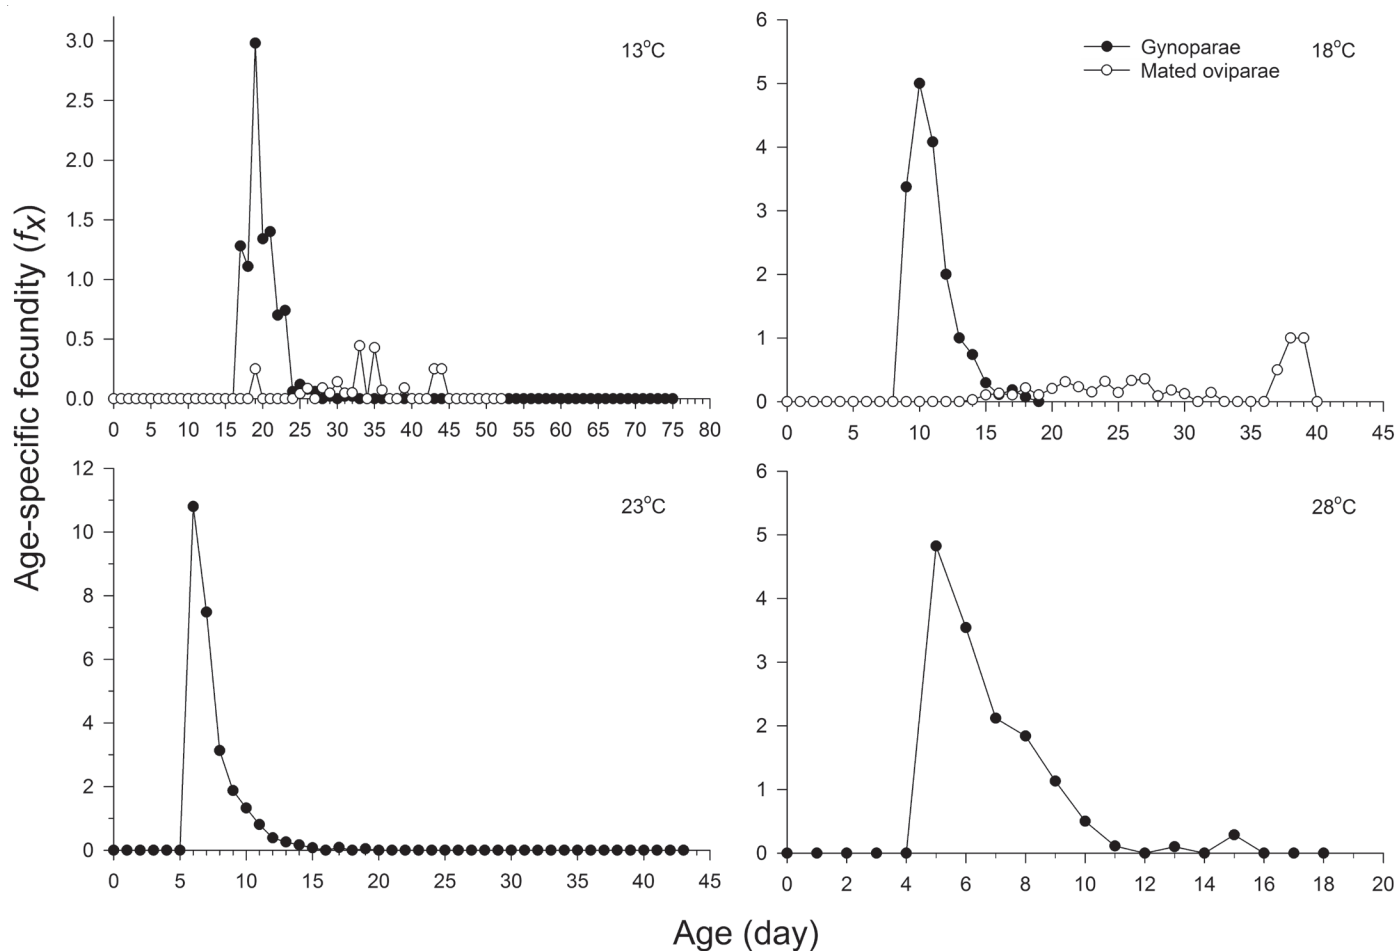 Age-specific fecundity (fx)
13°C
3.0
2.5
2.0
1.5
1.0
0.5
0.0
0 5 10 15 20 25 30 35 40 45 50 55 60 65 70 75 80
Gynoparae
Mated oviparae
18°C
6
5
4
3
2
1
0
0 5 10 15 20 25 30 35 40 45
23°C
12
10
8
6
4
2
0
0 5 10 15 20 25 30 35 40 45
28°C
6
5
4
3
2
1
0
0 2 4 6 8 10 12 14 16 18 20
Age (day)